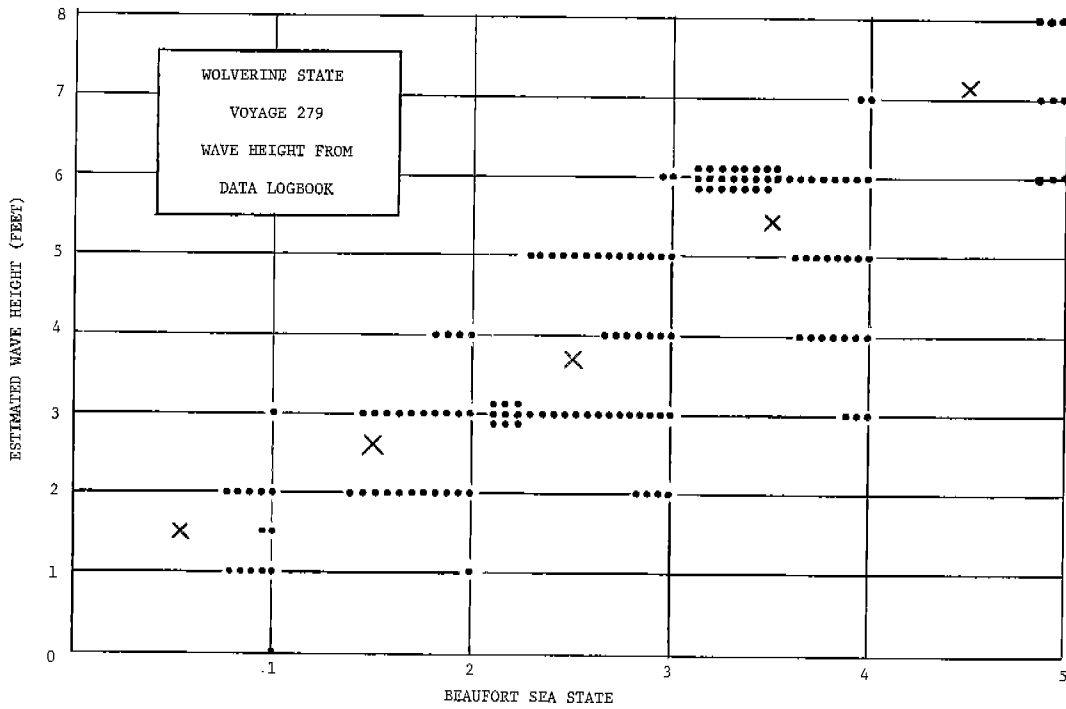 8
7
6
5
4
3
2
1
0
ESTIMATED WAVE HEIGHT (FEET)
WOLVERINE STATE
VOYAGE 279
WAVE HEIGHT FROM
DATA LOGBOOK
1
2
3
4
5
BEAUFORT SEA STATE